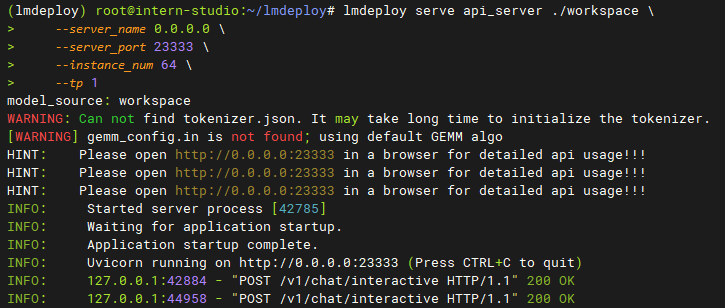 (lmdeploy) root@intern-studio:~/lmdeploy# lmdeploy serve api_server ./workspace \
>     --server_name 0.0.0.0 \
>     --server_port 23333 \
>     --instance_num 64 \
>     --tp 1
model_source: workspace
WARNING: Can not find tokenizer.json. It may take long time to initialize the tokenizer.
[WARNING] gemm_config.in is not found; using default GEMM algo
HINT:    Please open http://0.0.0.0:23333 in a browser for detailed api usage!!!
HINT:    Please open http://0.0.0.0:23333 in a browser for detailed api usage!!!
HINT:    Please open http://0.0.0.0:23333 in a browser for detailed api usage!!!
INFO:     Started server process [42785]
INFO:     Waiting for application startup.
INFO:     Application startup complete.
INFO:     Uvicorn running on http://0.0.0.0:23333 (Press CTRL+C to quit)
INFO:     127.0.0.1:42884 - "POST /v1/chat/interactive HTTP/1.1" 200 OK
INFO:     127.0.0.1:44958 - "POST /v1/chat/interactive HTTP/1.1" 200 OK